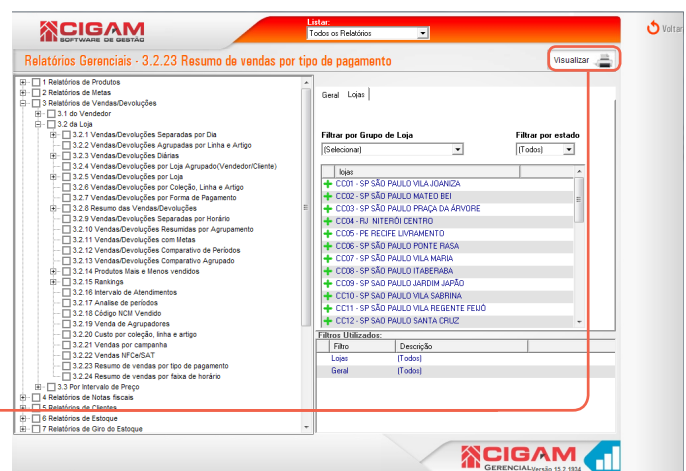 CIGAM
SOFTWARE DE GESTÃO
Listar:
Todos os Relatórios
Voltar
Relatórios Gerenciais - 3.2.23 Resumo de vendas por tipo de pagamento
Visualizar
1 Relatórios de Produtos
2 Relatórios de Metas
3 Relatórios de Vendas/Devoluções
3.1 do Vendedor
3.2 da Loja
3.2.1 Vendas/Devoluções Separadas por Dia
3.2.2 Vendas/Devoluções Agrupadas por Linha e Artigo
3.2.3 Vendas/Devoluções Diárias
3.2.4 Vendas/Devoluções por Loja Agrupado(Vendedor/Cliente)
3.2.5 Vendas/Devoluções por Loja
3.2.6 Vendas/Devoluções por Coleção, Linha e Artigo
3.2.7 Vendas/Devoluções por Forma de Pagamento
3.2.8 Resumo das Vendas/Devoluções
3.2.9 Vendas/Devoluções Separadas por Horário
3.2.10 Vendas/Devoluções Resumidas por Agrupamento
3.2.11 Vendas/Devoluções com Metas
3.2.12 Vendas/Devoluções Comparativo de Períodos
3.2.13 Vendas/Devoluções Comparativo Agrupado
3.2.14 Produtos Mais e Menos vendidos
3.2.15 Rankings
3.2.16 Intervalo de Atendimentos
3.2.17 Analise de períodos
3.2.18 Código NCM Vendido
3.2.19 Venda de Agrupadores
3.2.20 Custo por coleção, linha e artigo
3.2.21 Vendas por campanha
3.2.22 Vendas NFCe/SAT
3.2.23 Resumo de vendas por tipo de pagamento
3.2.24 Resumo de vendas por faixa de horário
3.3 Por Intervalo de Preço
4 Relatórios de Notas fiscais
5 Relatórios de Clientes
6 Relatórios de Estoque
7 Relatórios de Giro do Estoque
Geral Lojas
Filtrar por Grupo de Loja Filtrar por estado
(Selecionar) (Todos)
lojas
CC01 - SP SÃO PAULO VILA JOANIZA
CC02 - SP SÃO PAULO MATEO BEI
CC03 - SP SÃO PAULO PRAÇA DA ÁRVORE
CC04 - RJ NITERÓI CENTRO
CC05 - PE RECIFE LIVRAMENTO
CC06 - SP SÃO PAULO PONTE RASA
CC07 - SP SÃO PAULO VILA MARIA
CC08 - SP SÃO PAULO ITABERABA
CC09 - SP SAO PAULO JARDIM JAPÃO
CC10 - SP SAO PAULO VILA SABRINA
CC11 - SP SÃO PAULO VILA REGENTE FEIJÓ
CC12 - SP SAO PAULO SANTA CRUZ
Filtros Utilizados:
Filtro Descrição
Lojas (Todos)
Geral (Todos)
CIGAM
GERENCIAL Versão 15.2.1934